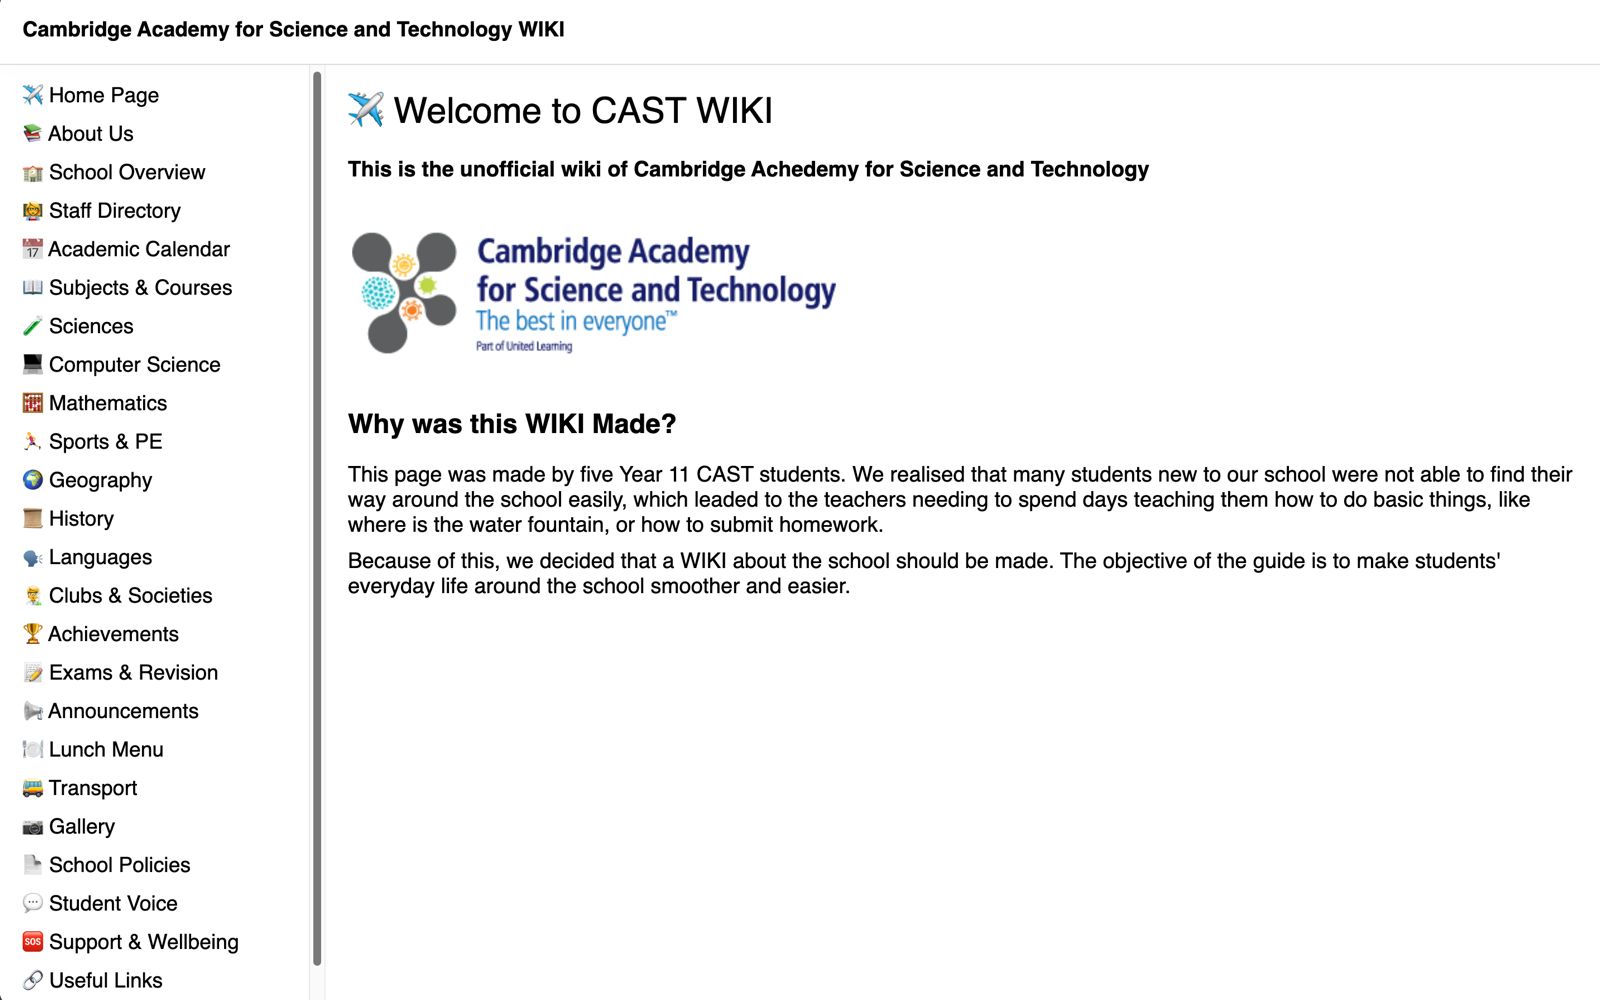 Cambridge Academy for Science and Technology WIKI
Home Page
About Us
School Overview
Staff Directory
17 Academic Calendar
Subjects & Courses
Sciences
Computer Science
Mathematics
Sports & PE
Geography
History
Languages
Clubs & Societies
Achievements
Exams & Revision
Announcements
Lunch Menu
Transport
Gallery
School Policies
Student Voice
SOS Support & Wellbeing
Useful Links
Welcome to CAST WIKI
This is the unofficial wiki of Cambridge Achedemy for Science and Technology
Cambridge Academy
for Science and Technology
The best in everyone™
Part of United Learning
Why was this WIKI Made?
This page was made by five Year 11 CAST students. We realised that many students new to our school were not able to find their
way around the school easily, which leaded to the teachers needing to spend days teaching them how to do basic things, like
where is the water fountain, or how to submit homework.
Because of this, we decided that a WIKI about the school should be made. The objective of the guide is to make students'
everyday life around the school smoother and easier.